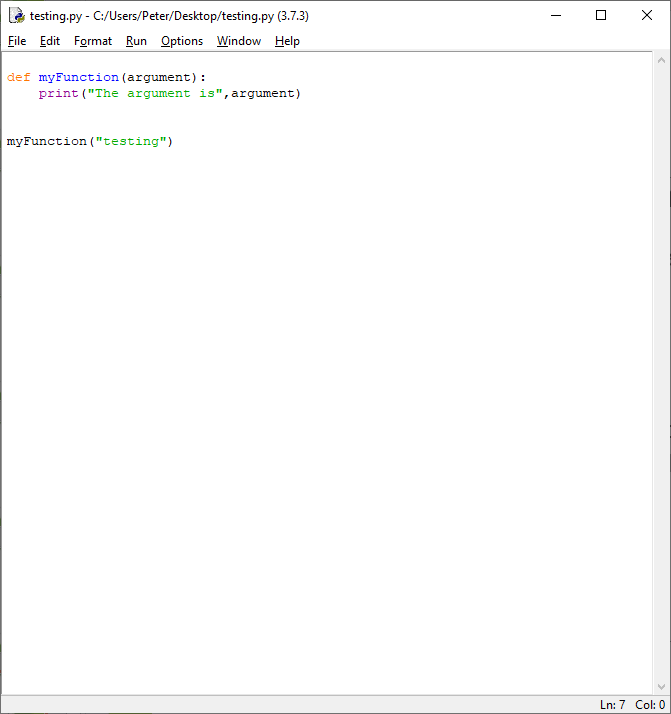 testing.py - C:/Users/Peter/Desktop/testing.py (3.7.3)
File Edit Format Run Options Window Help
def myFunction(argument):
    print("The argument is",argument)
myFunction("testing")
Ln: 7 Col: 0